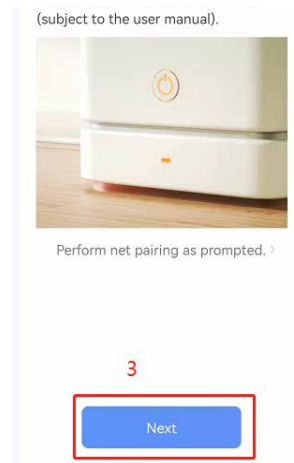 (subject to the user manual).
Perform net pairing as prompted. >
3
Next